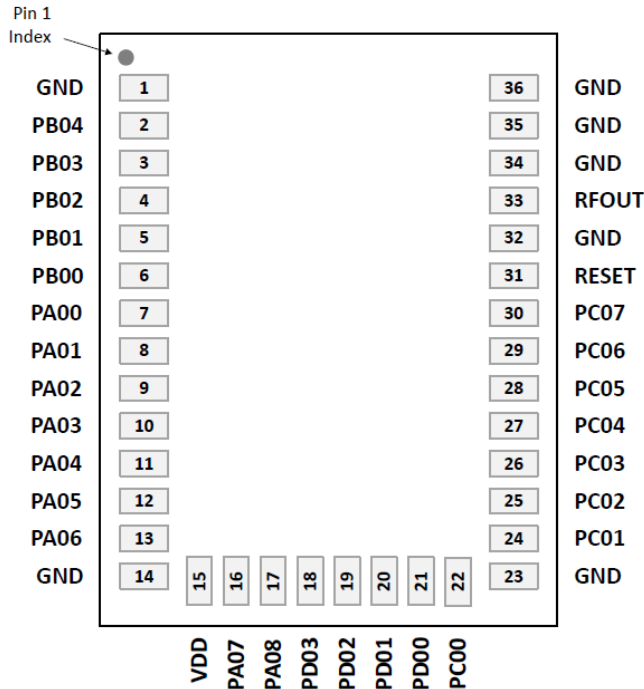 Pin 1
Index
GND 1 36 GND
PB04 2 35 GND
PB03 3 34 GND
PB02 4 33 RFOUT
PB01 5 32 GND
PB00 6 31 RESET
PA00 7 30 PC07
PA01 8 29 PC06
PA02 9 28 PC05
PA03 10 27 PC04
PA04 11 26 PC03
PA05 12 25 PC02
PA06 13 24 PC01
GND 14 23 GND
15 16 17 18 19 20 21 22
VDD PA07 PA08 PD03 PD02 PD01 PD00 PC00